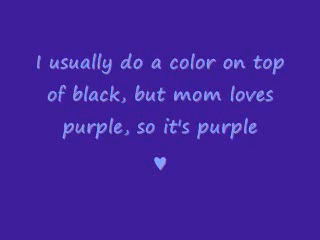 I usually do a color on top
of black, but mom loves
purple, so it's purple
♥